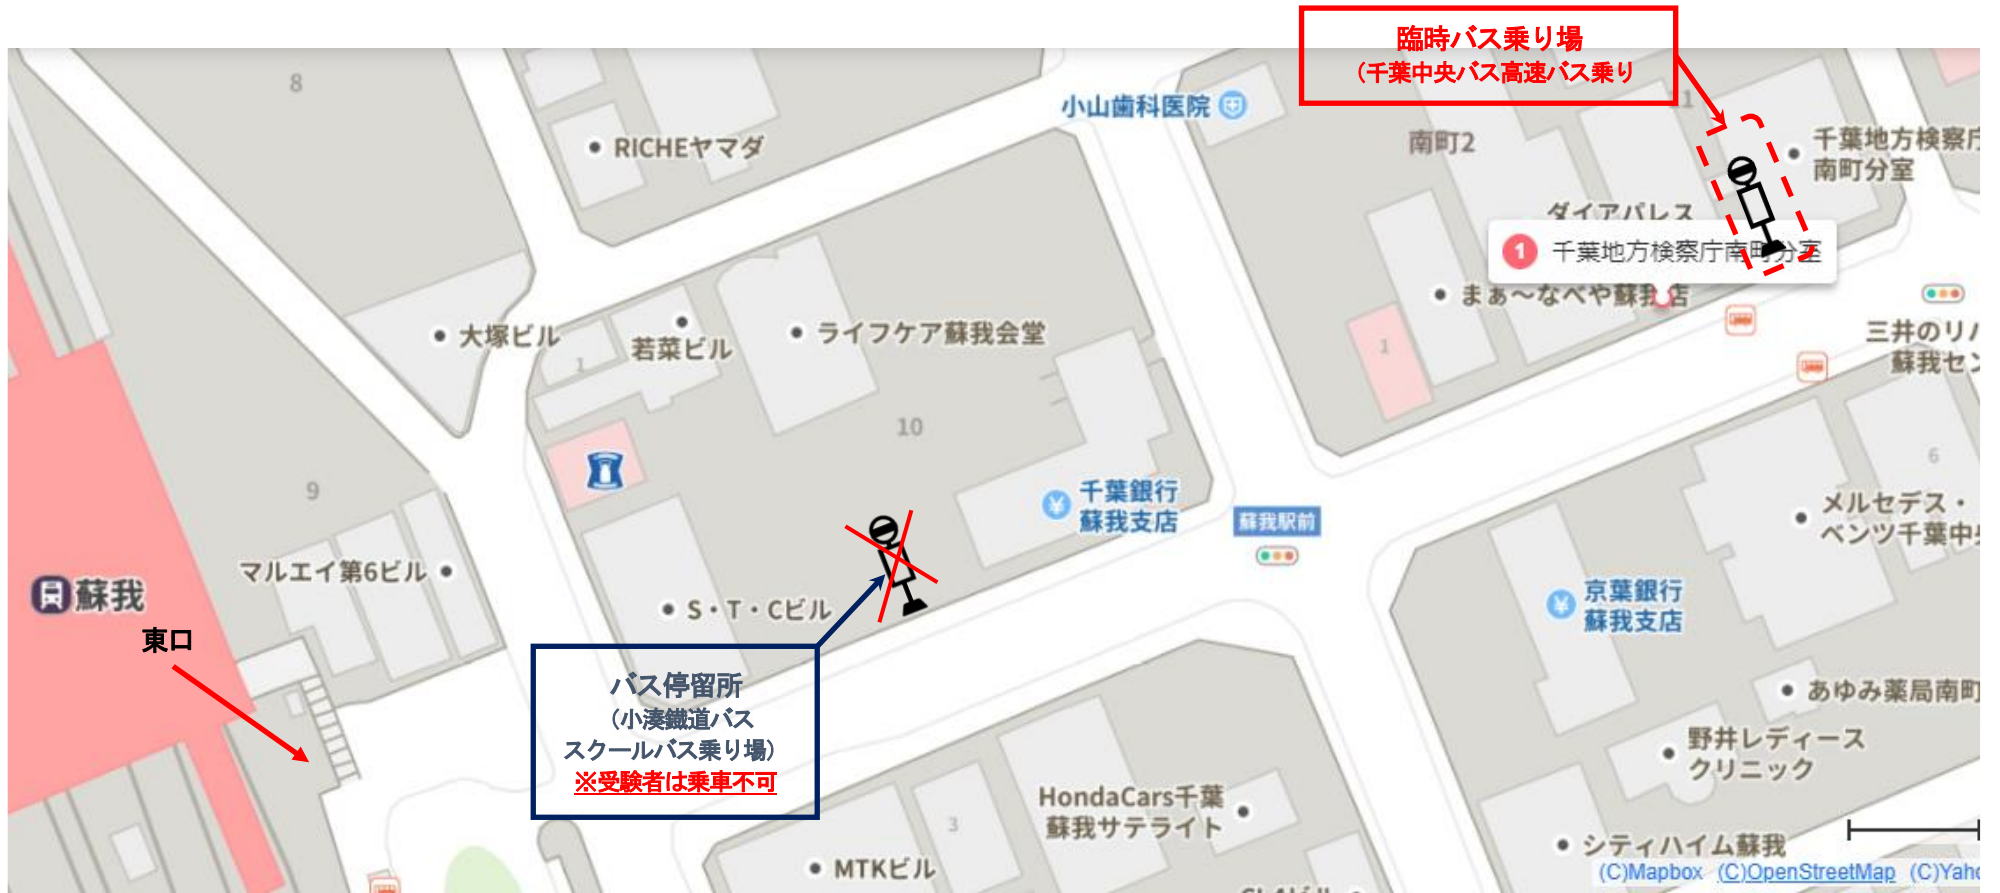 臨時バス乗り場
(千葉中央バス高速バス乗り
8
RICHEヤマダ
小山歯科医院
南町2
11
千葉地方検察庁
南町分室
ダイアパレス
1 千葉地方検察庁南町分室
まぁ〜なべや蘇我店
大塚ビル
1
若菜ビル
ライフケア蘇我会堂
1
三井のリハ
蘇我セン
10
9
千葉銀行
蘇我支店
蘇我駅前
6
メルセデス・
ベンツ千葉中央
マルエイ第6ビル
蘇我
東口
S・T・Cビル
京葉銀行
蘇我支店
バス停留所
(小湊鐵道バス
スクールバス乗り場)
※受験者は乗車不可
あゆみ薬局南町
野井レディース
クリニック
HondaCars千葉
蘇我サテライト
3
MTKビル
シティハイム蘇我
(C)Mapbox (C)OpenStreetMap (C)Yaho